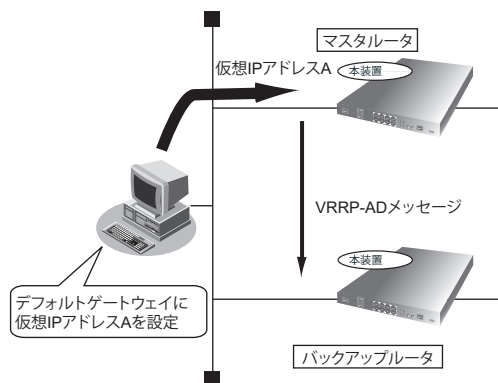 マスタルータ
仮想IPアドレスA
本装置
VRRP-ADメッセージ
本装置
デフォルトゲートウェイに
仮想IPアドレスAを設定
バックアップルータ